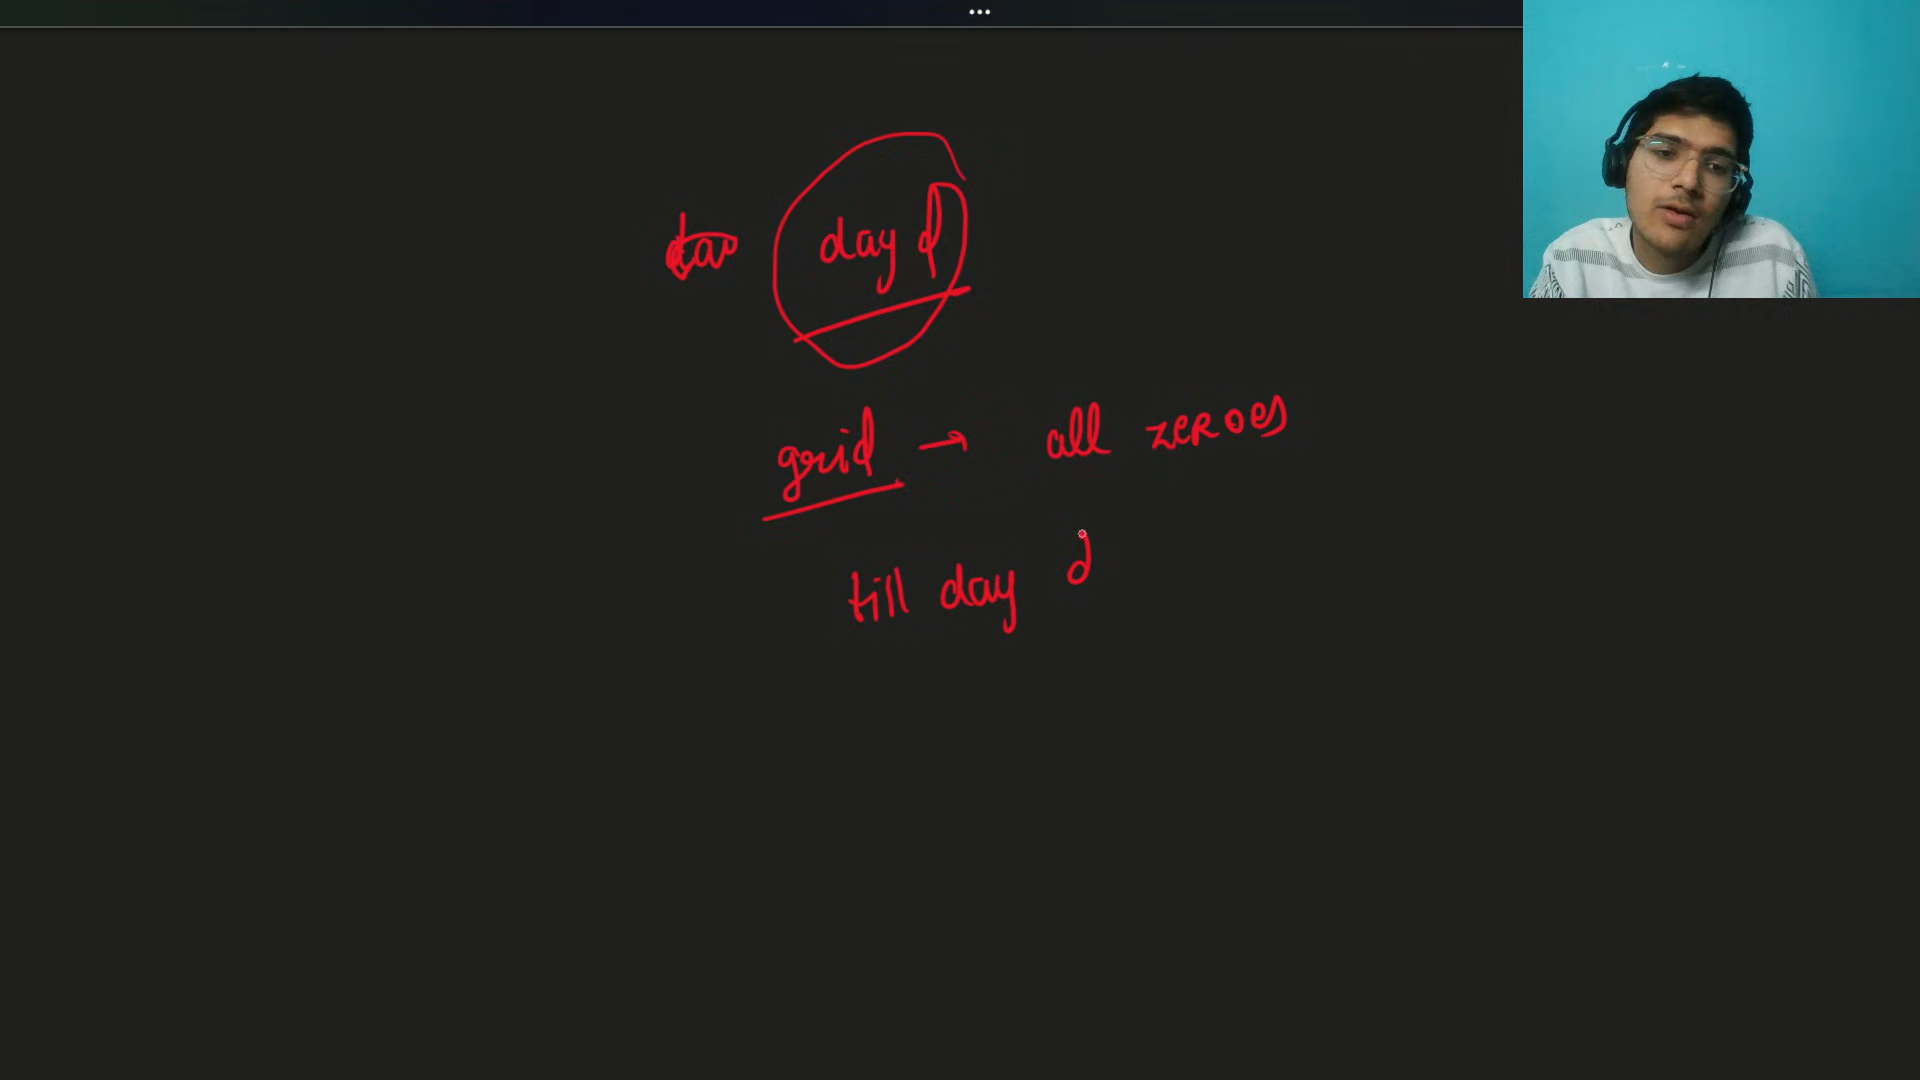 day d
grid → all zeroes
till day d